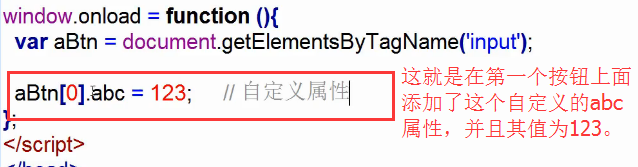 window.onload = function (){
var aBtn = document.getElementsByTagName('input');
aBtn[0].abc = 123; // 自定义属性
};
</script>
这就是在第一个按钮上面
添加了这个自定义的abc
属性，并且其值为123。